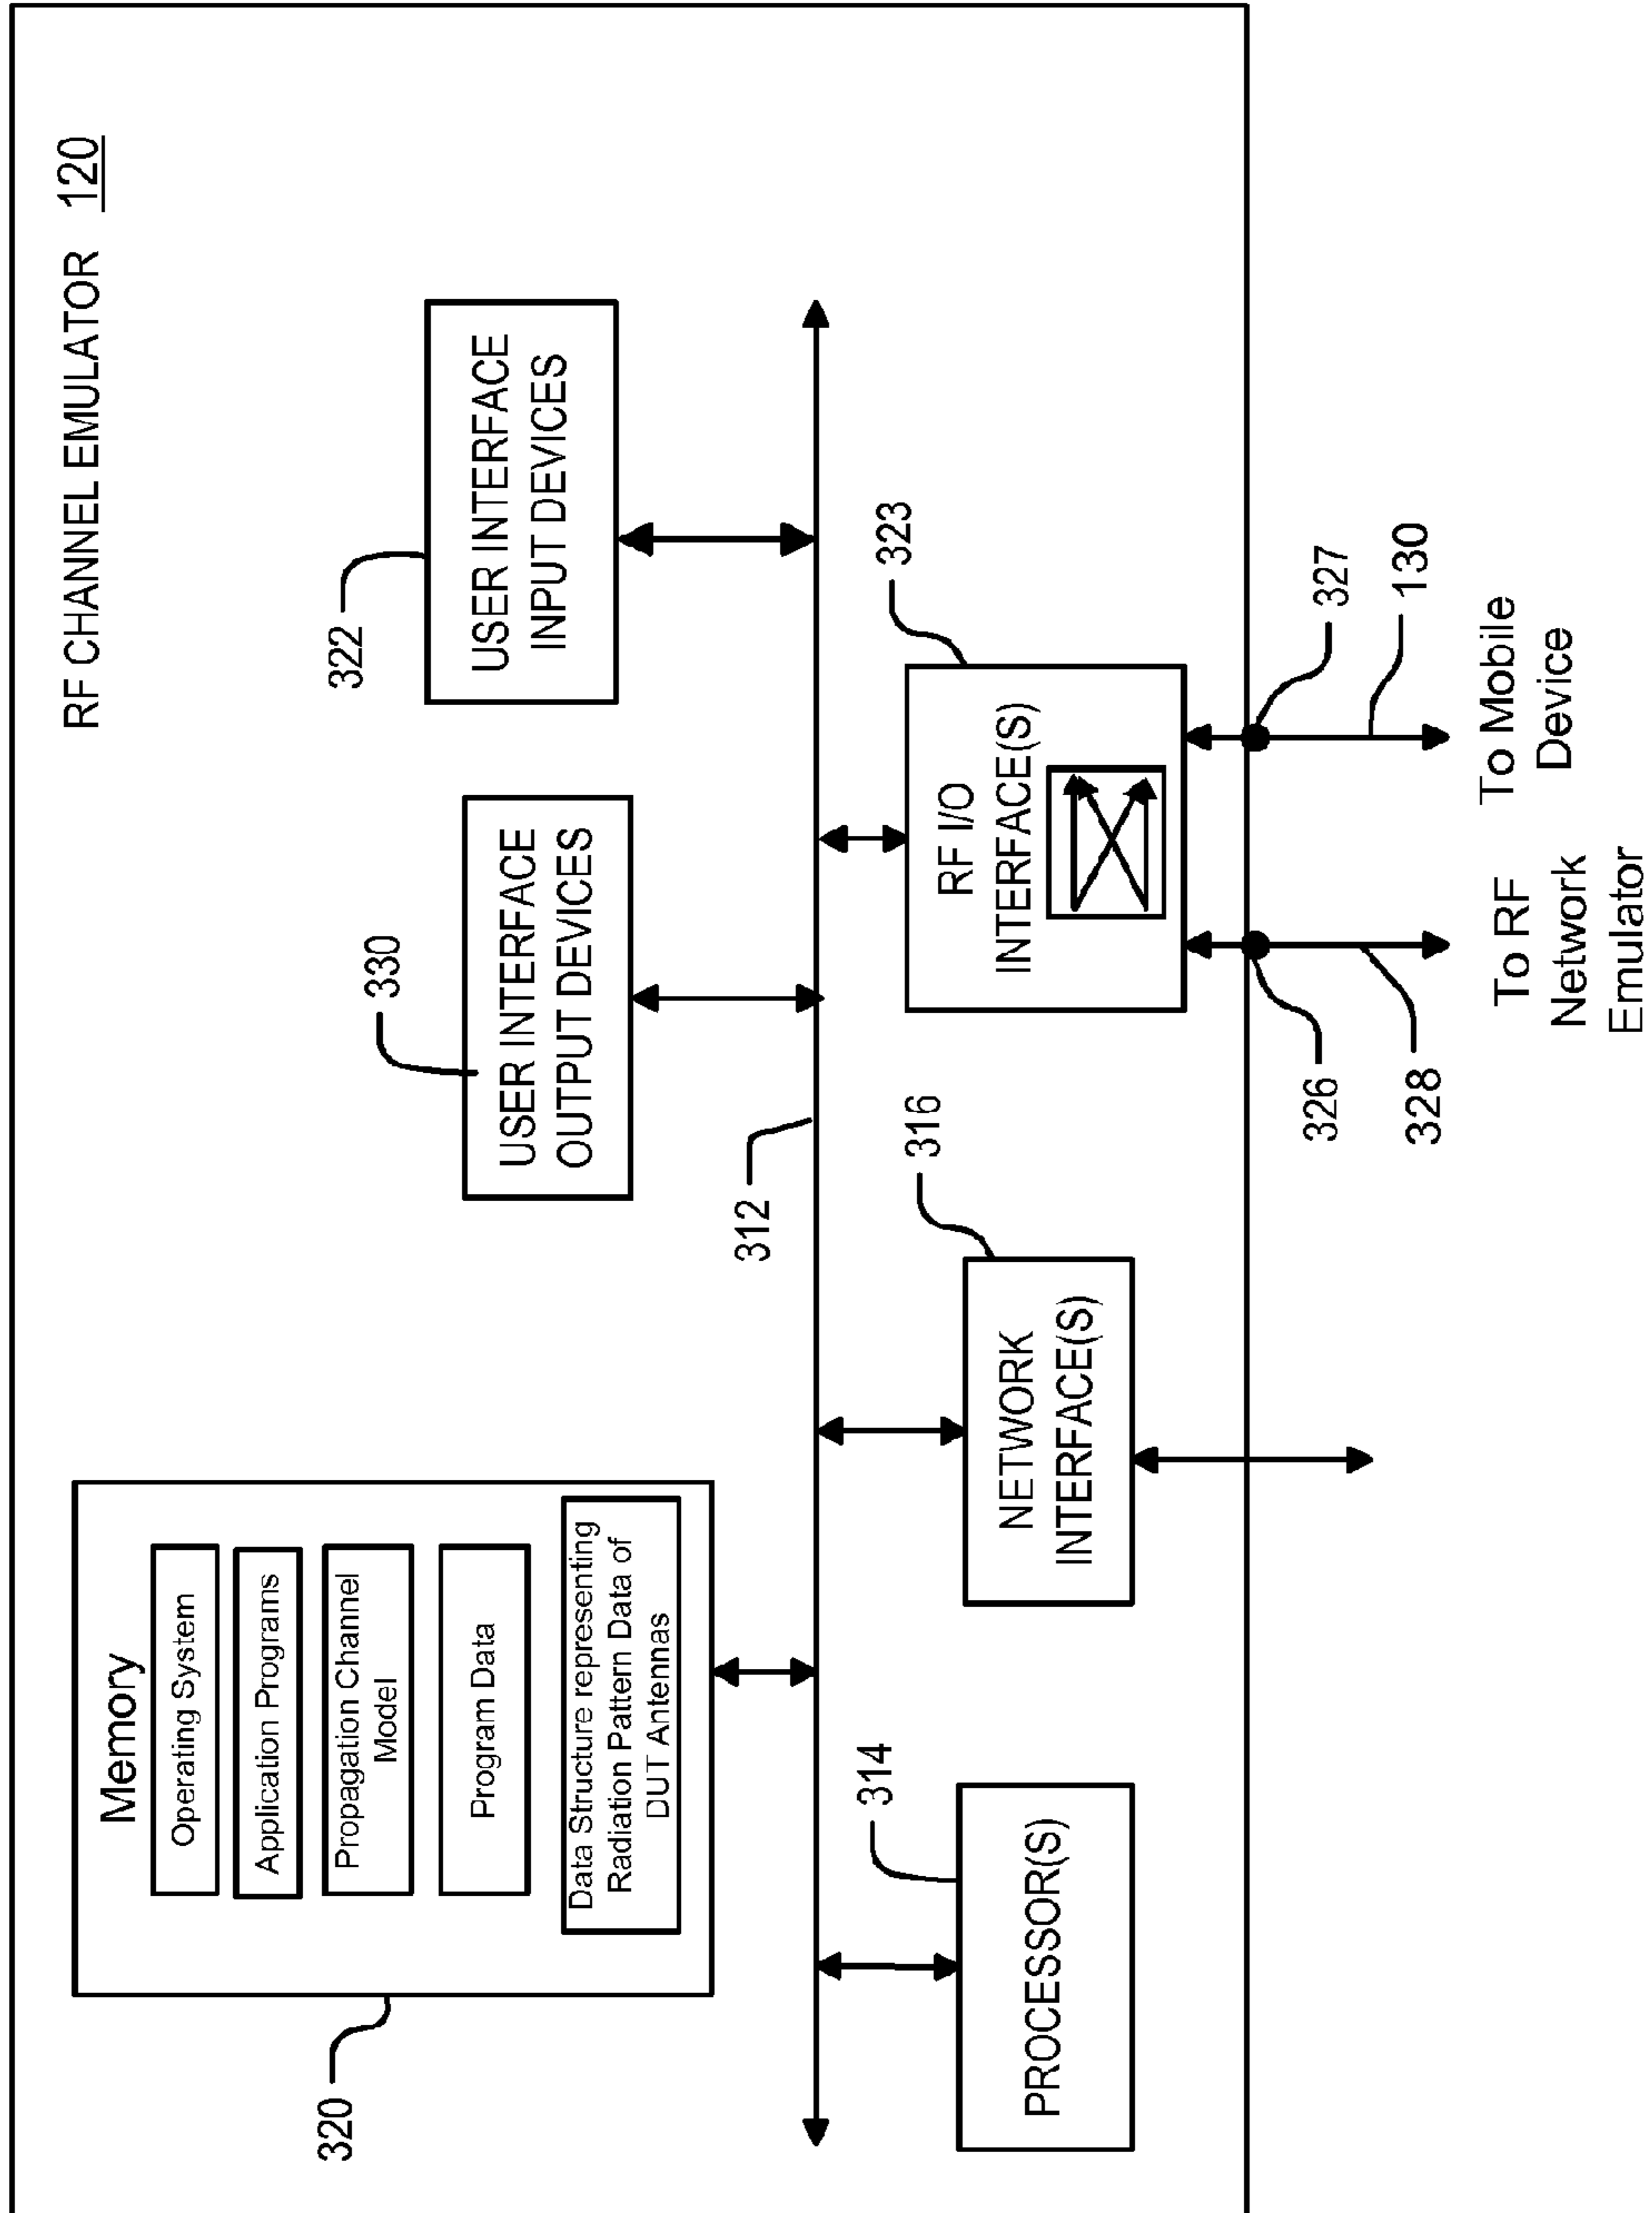 RF CHANNEL EMULATOR 120
Memory
Operating System
Application Programs
Propagation Channel
Model
Program Data
Data Structure representing
Radiation Pattern Data of
DUT Antennas
320
330
USER INTERFACE
OUTPUT DEVICES
322
USER INTERFACE
INPUT DEVICES
312
314
PROCESSOR(S)
316
NETWORK
INTERFACE(S)
323
RF I/O
INTERFACE(S)
326
328
327
130
To RF
Network
Emulator
To Mobile
Device